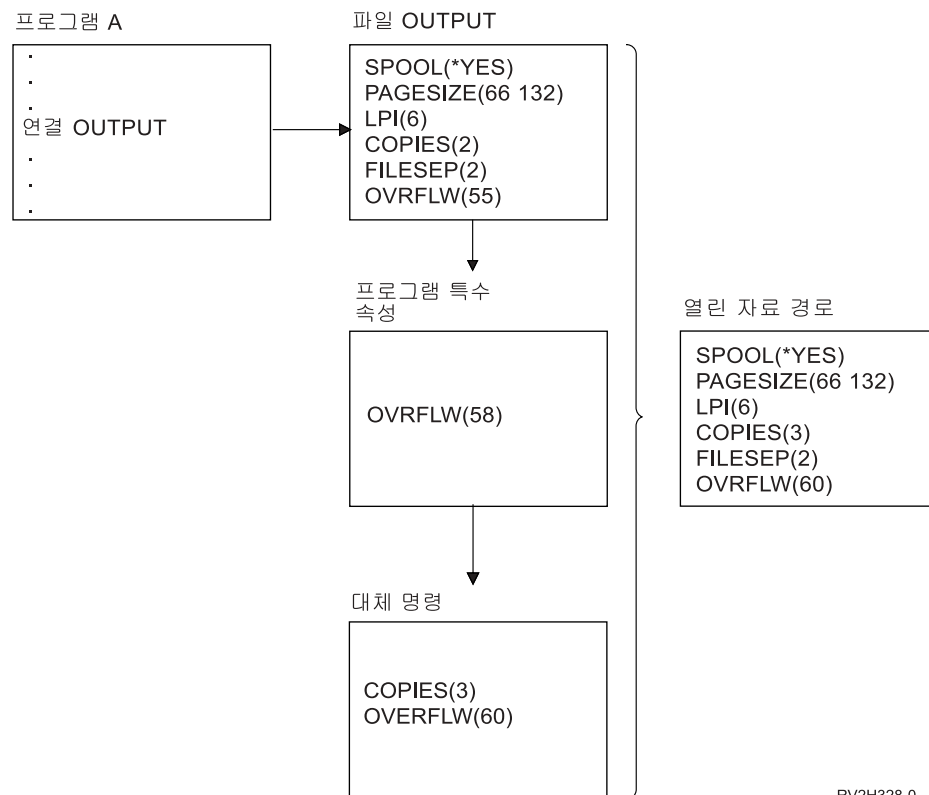 프로그램 A
.
.
.
연결 OUTPUT
.
.
.
파일 OUTPUT
SPOOL(*YES)
PAGESIZE(66 132)
LPI(6)
COPIES(2)
FILESEP(2)
OVRFLW(55)
프로그램 특수
속성
OVRFLW(58)
대체 명령
COPIES(3)
OVERFLW(60)
열린 자료 경로
SPOOL(*YES)
PAGESIZE(66 132)
LPI(6)
COPIES(3)
FILESEP(2)
OVRFLW(60)
RV2H328-0